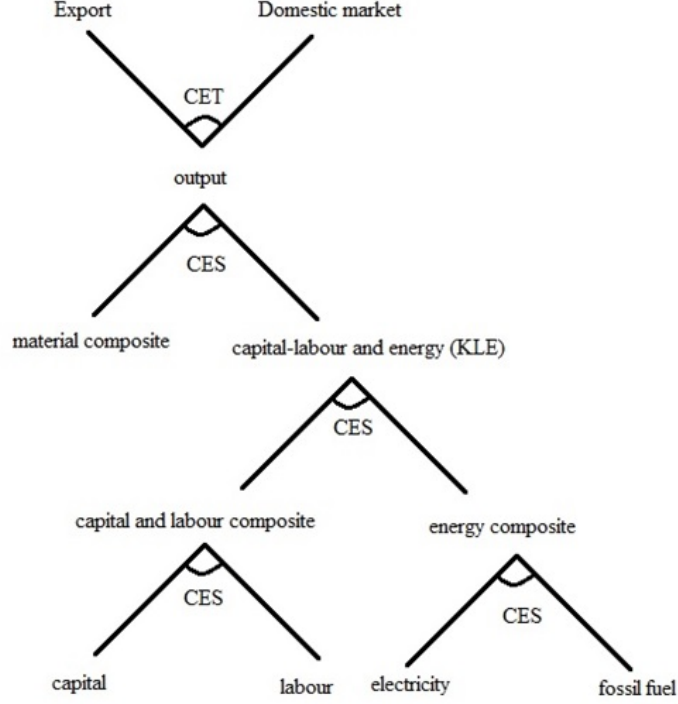 Export
Domestic market
CET
output
CES
material composite
capital-labour and energy (KLE)
CES
capital and labour composite
energy composite
CES
CES
capital
labour
electricity
fossil fuel